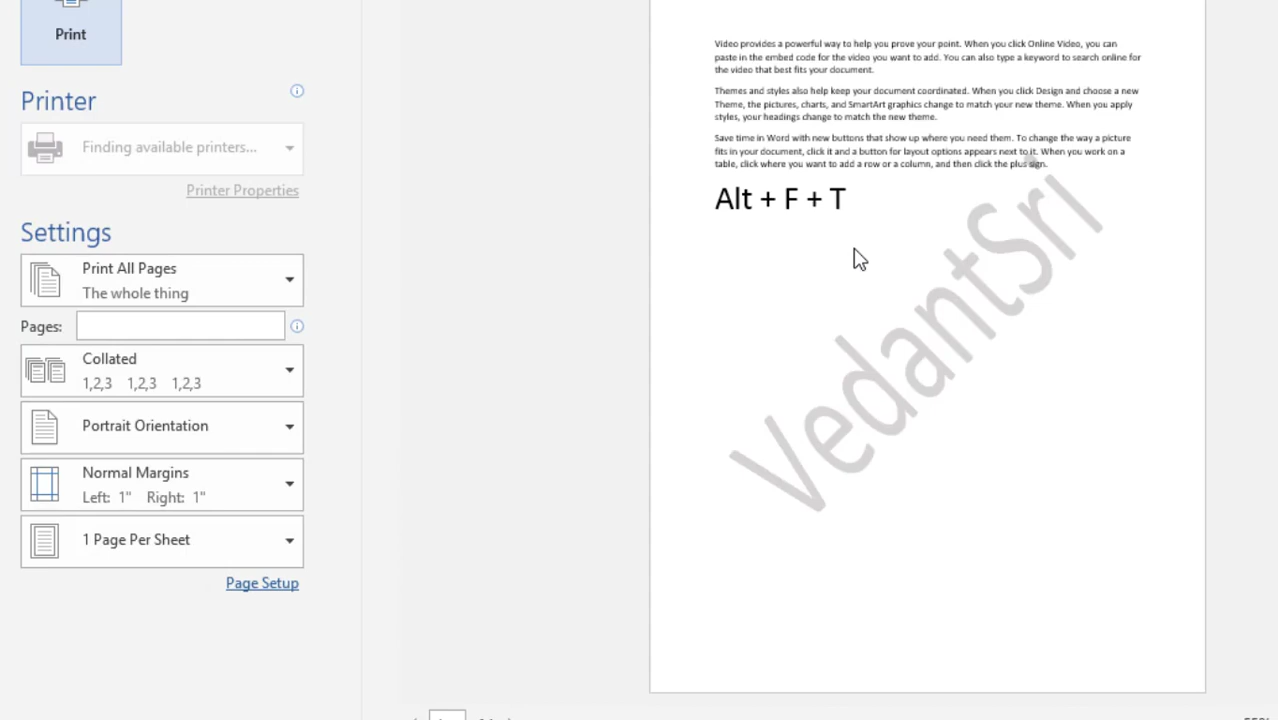 Print
Printer
Finding available printers...
Printer Properties
Settings
Print All Pages
The whole thing
Pages:
Collated
1,2,3 1,2,3 1,2,3
Portrait Orientation
Normal Margins
Left: 1" Right: 1"
1 Page Per Sheet
Page Setup
Video provides a powerful way to help you prove your point. When you click Online Video, you can
paste in the embed code for the video you want to add. You can also type a keyword to search online for
the video that best fits your document.
Themes and styles also help keep your document coordinated. When you click Design and choose a new
Theme, the pictures, charts, and SmartArt graphics change to match your new theme. When you apply
styles, your headings change to match the new theme.
Save time in Word with new buttons that show up where you need them. To change the way a picture
fits in your document, click it and a button for layout options appears next to it. When you work on a
table, click where you want to add a row or a column, and then click the plus sign.
Alt + F + T
VedantSri